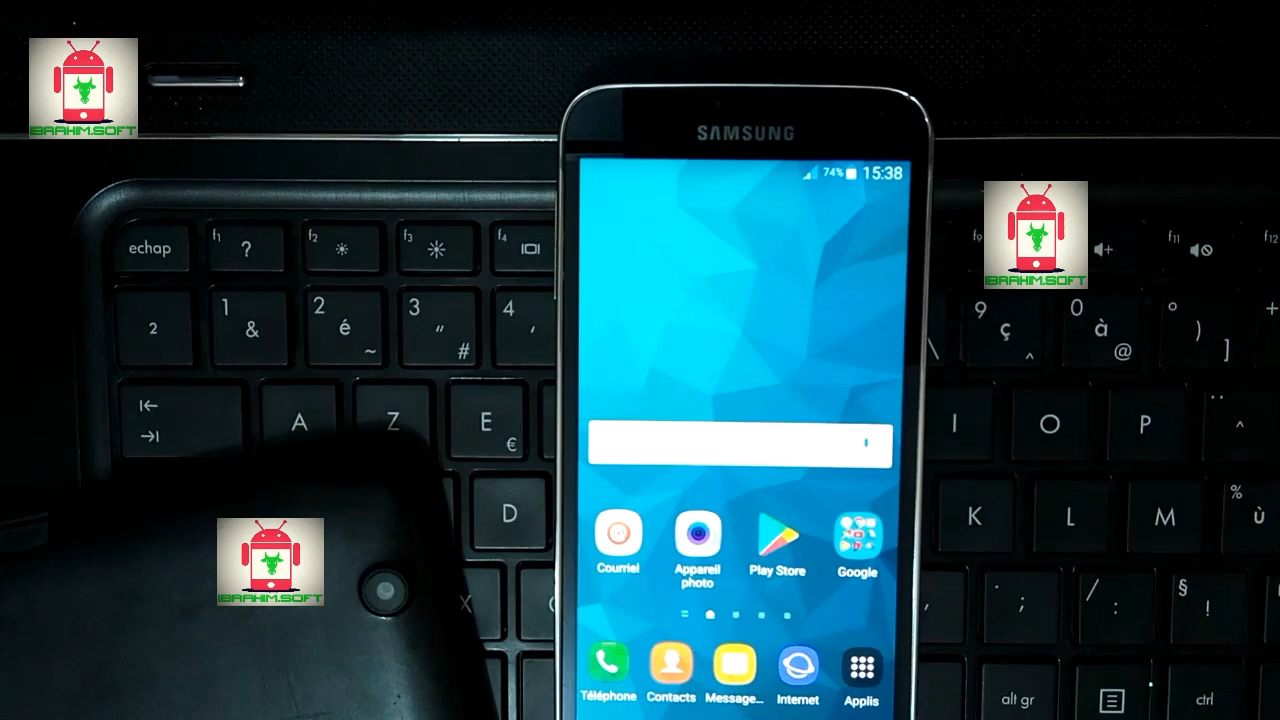 IBRAHIM.SOFT
SAMSUNG
74% 15:38
IBRAHIM.SOFT
echap
f1 ?
f2
f3
f4
f9
f11
f12
2
1 &
2 é ~
3 " #
4 '
\
9 ç ^
0 à @
° ) ]
+
A
Z
E €
I
O
P
¨ ^
D
K
L
M
% ù
Courriel
Appareil photo
Play Store
Google
IBRAHIM.SOFT
X
. ;
/ :
§ !
Téléphone
Contacts
Message...
Internet
Applis
alt gr
ctrl